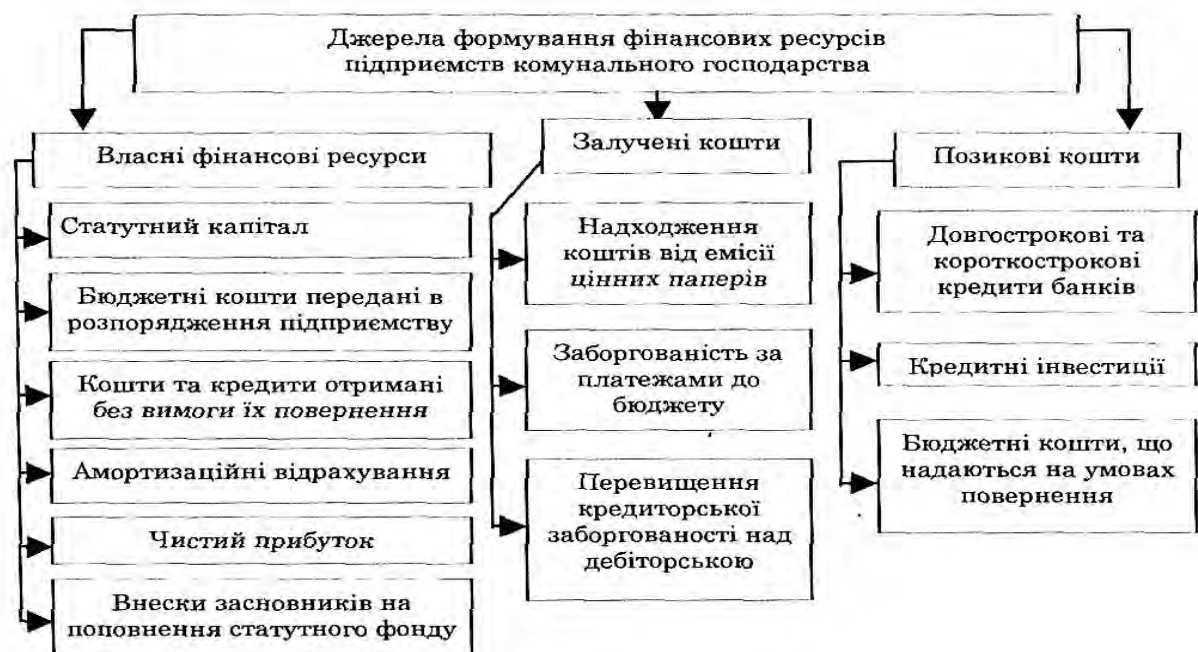 Джерела формування фінансових ресурсів
підприємств комунального господарства
Власні фінансові ресурси
Статутний капітал
Бюджетні кошти передані в
розпорядження підприємству
Кошти та кредити отримані
без вимоги їх повернення
Амортизаційні відрахування
Чистий прибуток
Внески засновників на
поповнення статутного фонду
Залучені кошти
Надходження
коштів від емісії
цінних паперів
Заборгованість за
платежами до
бюджету
Перевищення
кредиторської
заборгованості над
дебіторською
Позикові кошти
Довгострокові та
короткострокові
кредити банків
Кредитні інвестиції
Бюджетні кошти, що
надаються на умовах
повернення